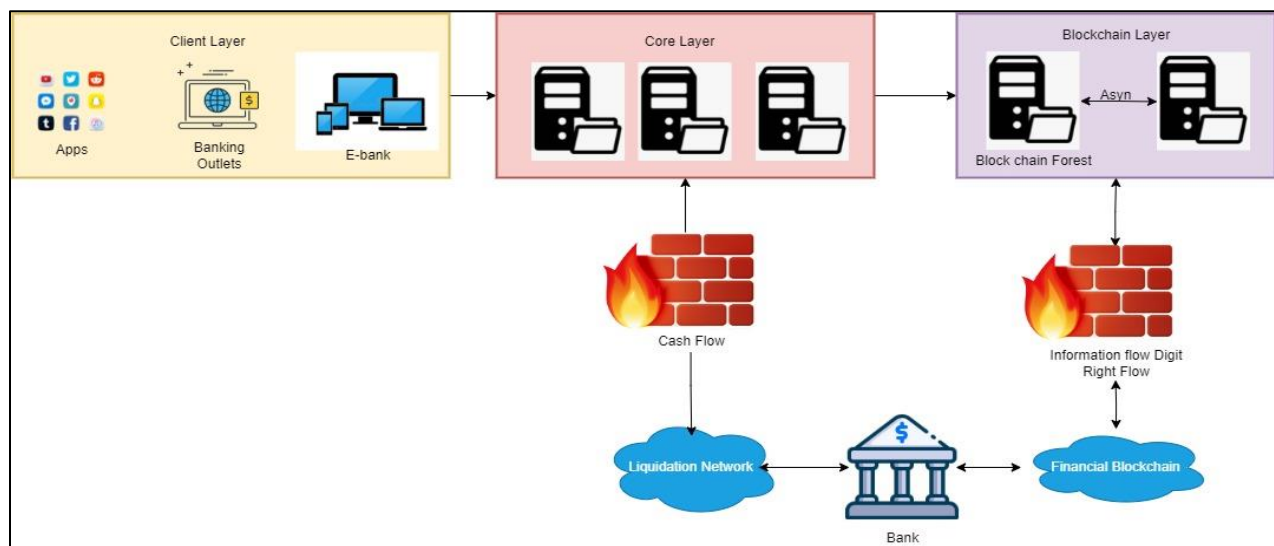 Client Layer
Core Layer
Blockchain Layer
Apps
Banking
Outlets
E-bank
Asyn
Block chain Forest
Cash Flow
Information flow Digit
Right Flow
Liquidation Network
Financial Blockchain
Bank